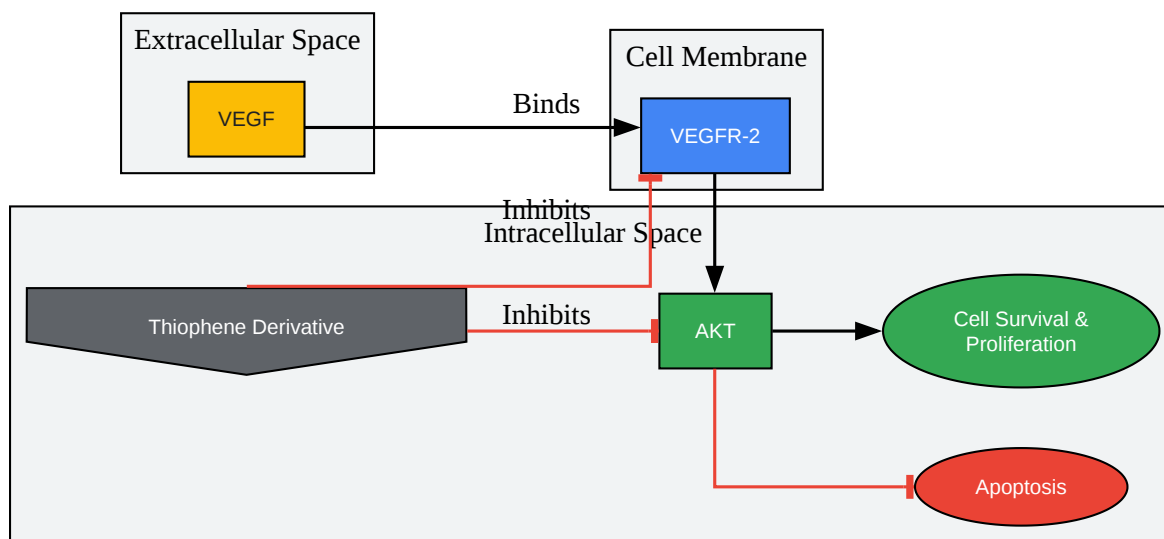 Extracellular Space
Cell Membrane
VEGF
Binds
VEGFR-2
Inhibits
Intracellular Space
Thiophene Derivative
Inhibits
AKT
Cell Survival &
Proliferation
Apoptosis